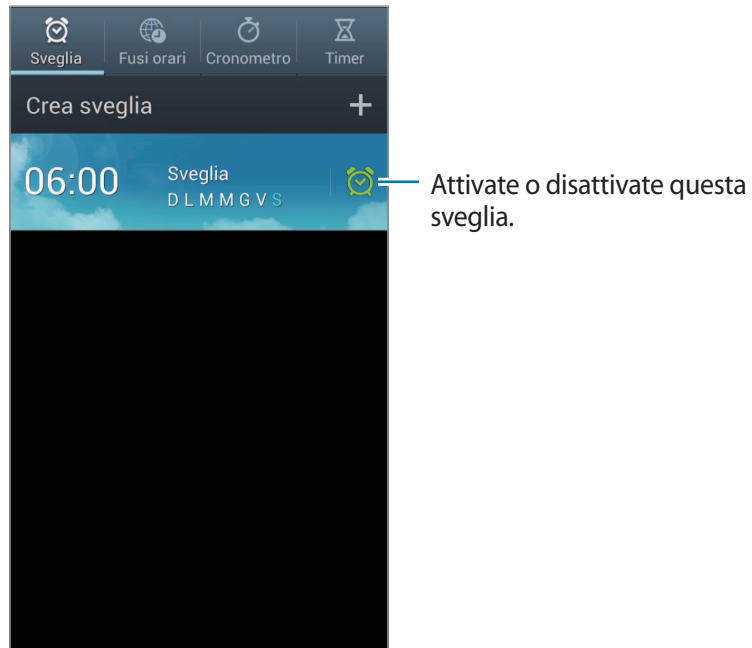 Sveglia Fusi orari Cronometro Timer
Crea sveglia
06:00 Sveglia
D L M M G V S
Attivate o disattivate questa
sveglia.